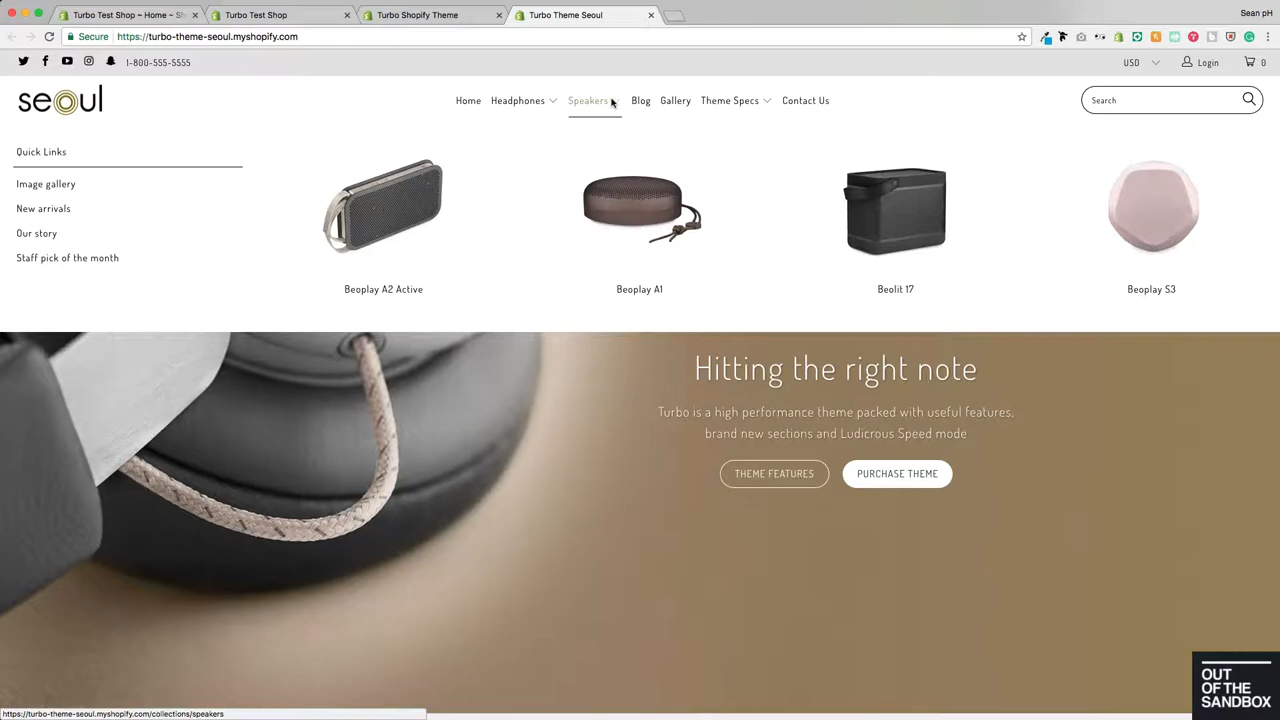 Turbo Test Shop ~ Home ~ Sh
Turbo Test Shop
Turbo Shopify Theme
Turbo Theme Seoul
Sean pH
Secure
https://turbo-theme-seoul.myshopify.com
1-800-555-5555
USD
Login
0
seoul
Home
Headphones
Speakers
Blog
Gallery
Theme Specs
Contact Us
Search
Quick Links
Image gallery
New arrivals
Our story
Staff pick of the month
Beoplay A2 Active
Beoplay A1
Beolit 17
Beoplay S3
Hitting the right note
Turbo is a high performance theme packed with useful features,
brand new sections and Ludicrous Speed mode
THEME FEATURES
PURCHASE THEME
OUT
OF THE
SANDBOX
https://turbo-theme-seoul.myshopify.com/collections/speakers